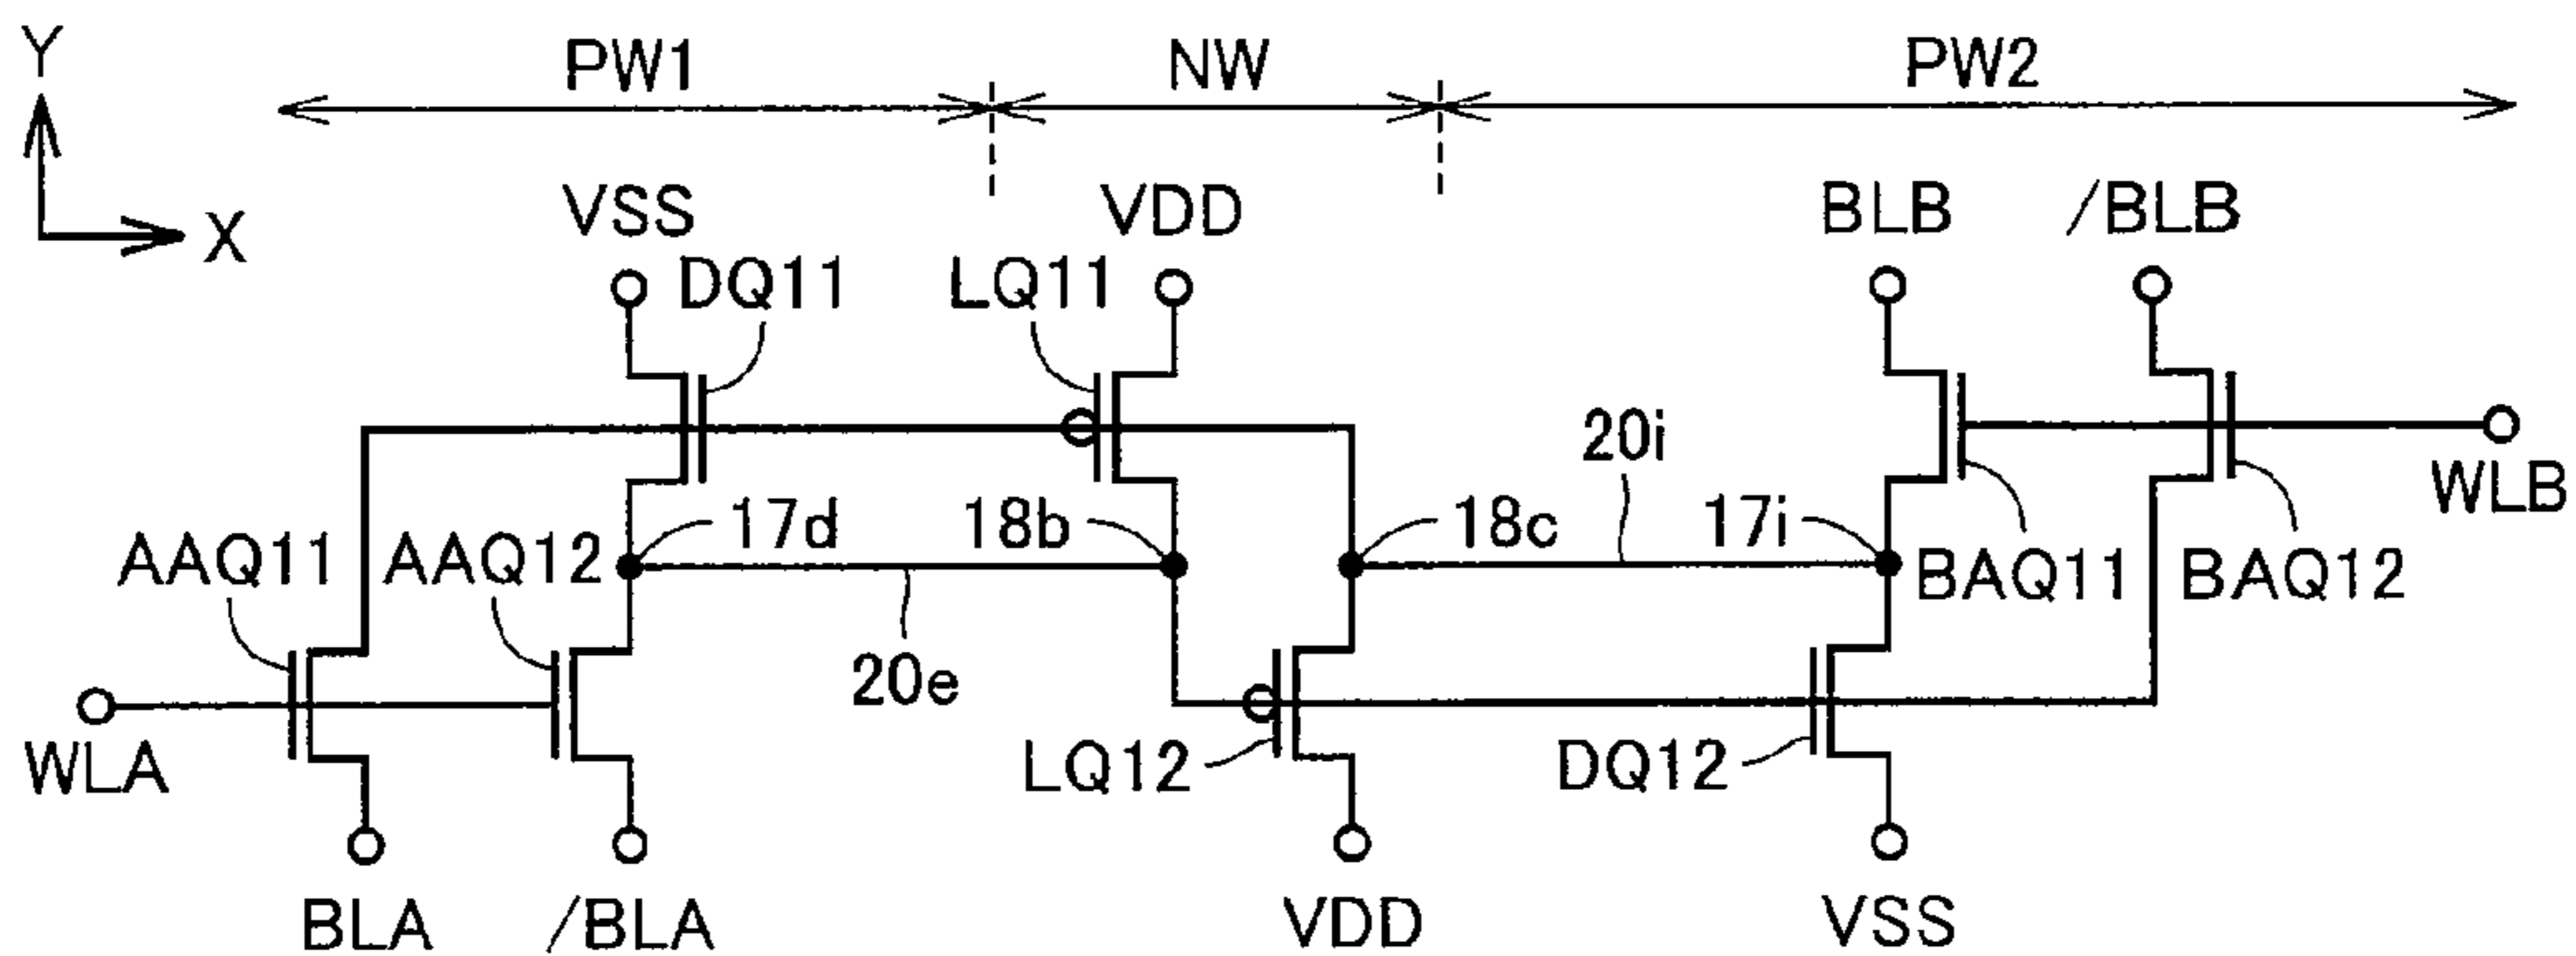 Y
PW1 NW PW2
X
VSS VDD BLB /BLB
DQ11 LQ11
20i
WLB
17d 18b 18c 17i
AAQ11 AAQ12 BAQ11 BAQ12
20e
WLA LQ12 DQ12
BLA /BLA VDD VSS